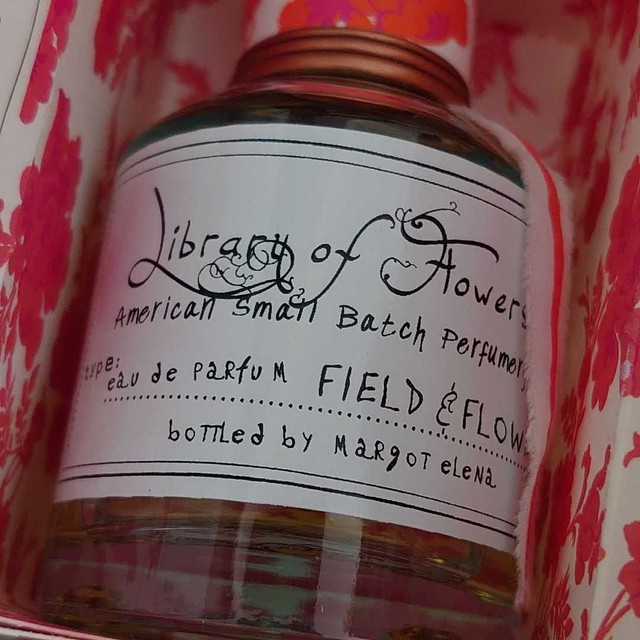 Library of Flowers
American Small Batch Perfumer
type:
eau de Parfum FIELD & FLOW
bottled by Margot Elena